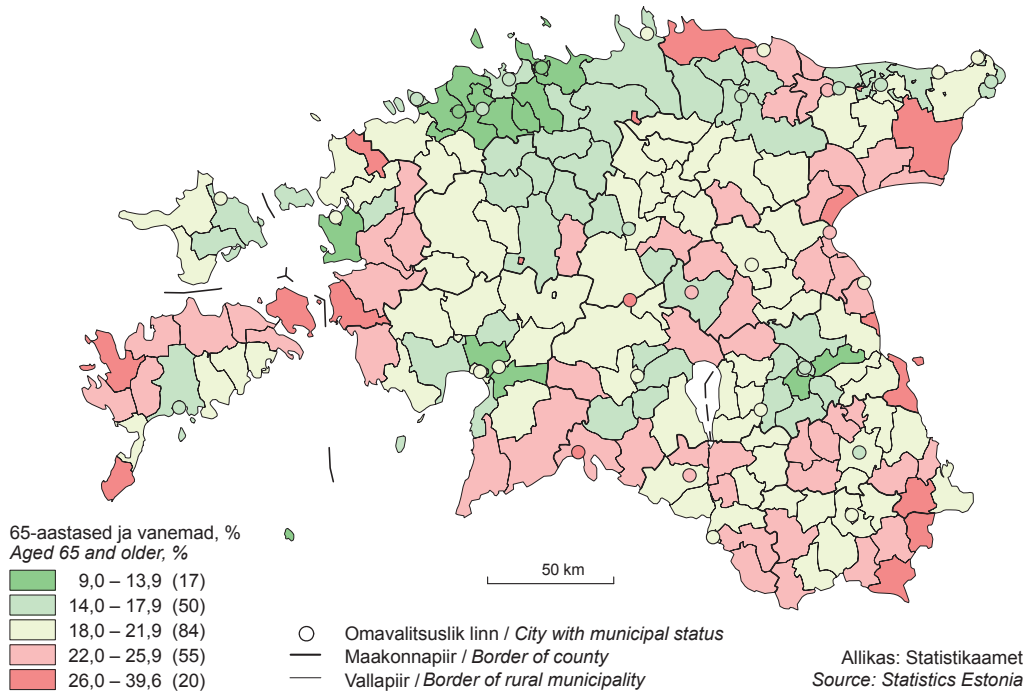 65-aastased ja vanemad, %
Aged 65 and older, %
9,0 – 13,9 (17)
14,0 – 17,9 (50)
18,0 – 21,9 (84)
22,0 – 25,9 (55)
26,0 – 39,6 (20)
50 km
Omavalitsuslik linn / City with municipal status
Maakonnapiir / Border of county
Vallapiir / Border of rural municipality
Allikas: Statistikaamet
Source: Statistics Estonia